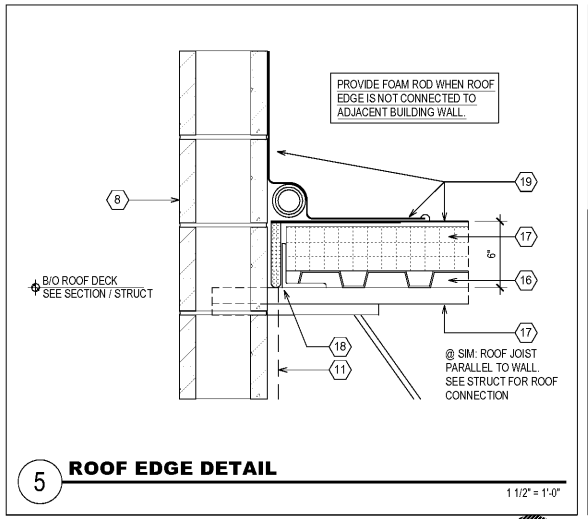 PROVIDE FOAM ROD WHEN ROOF
EDGE IS NOT CONNECTED TO
ADJACENT BUILDING WALL.
19
8
17
6"
16
B/O ROOF DECK
SEE SECTION / STRUCT
17
18
11
@ SIM: ROOF JOIST
PARALLEL TO WALL.
SEE STRUCT FOR ROOF
CONNECTION
5
ROOF EDGE DETAIL
1 1/2" = 1'-0"